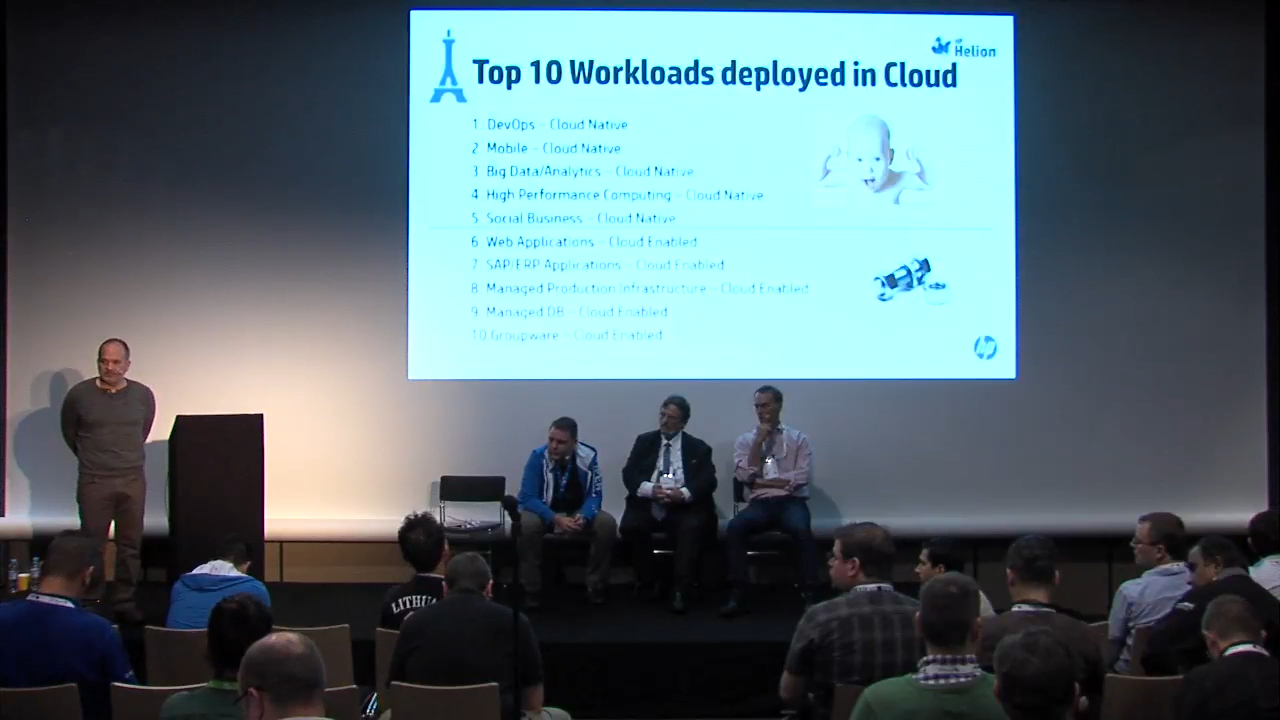 hp
Helion
Top 10 Workloads deployed in Cloud
1. DevOps – Cloud Native
2. Mobile – Cloud Native
3. Big Data/Analytics – Cloud Native
4. High Performance Computing – Cloud Native
5. Social Business – Cloud Native
6. Web Applications – Cloud Enabled
7. SAP/ERP Applications – Cloud Enabled
8. Managed Production Infrastructure – Cloud Enabled
9. Managed DB – Cloud Enabled
10. Groupware – Cloud Enabled
hp
LITHU